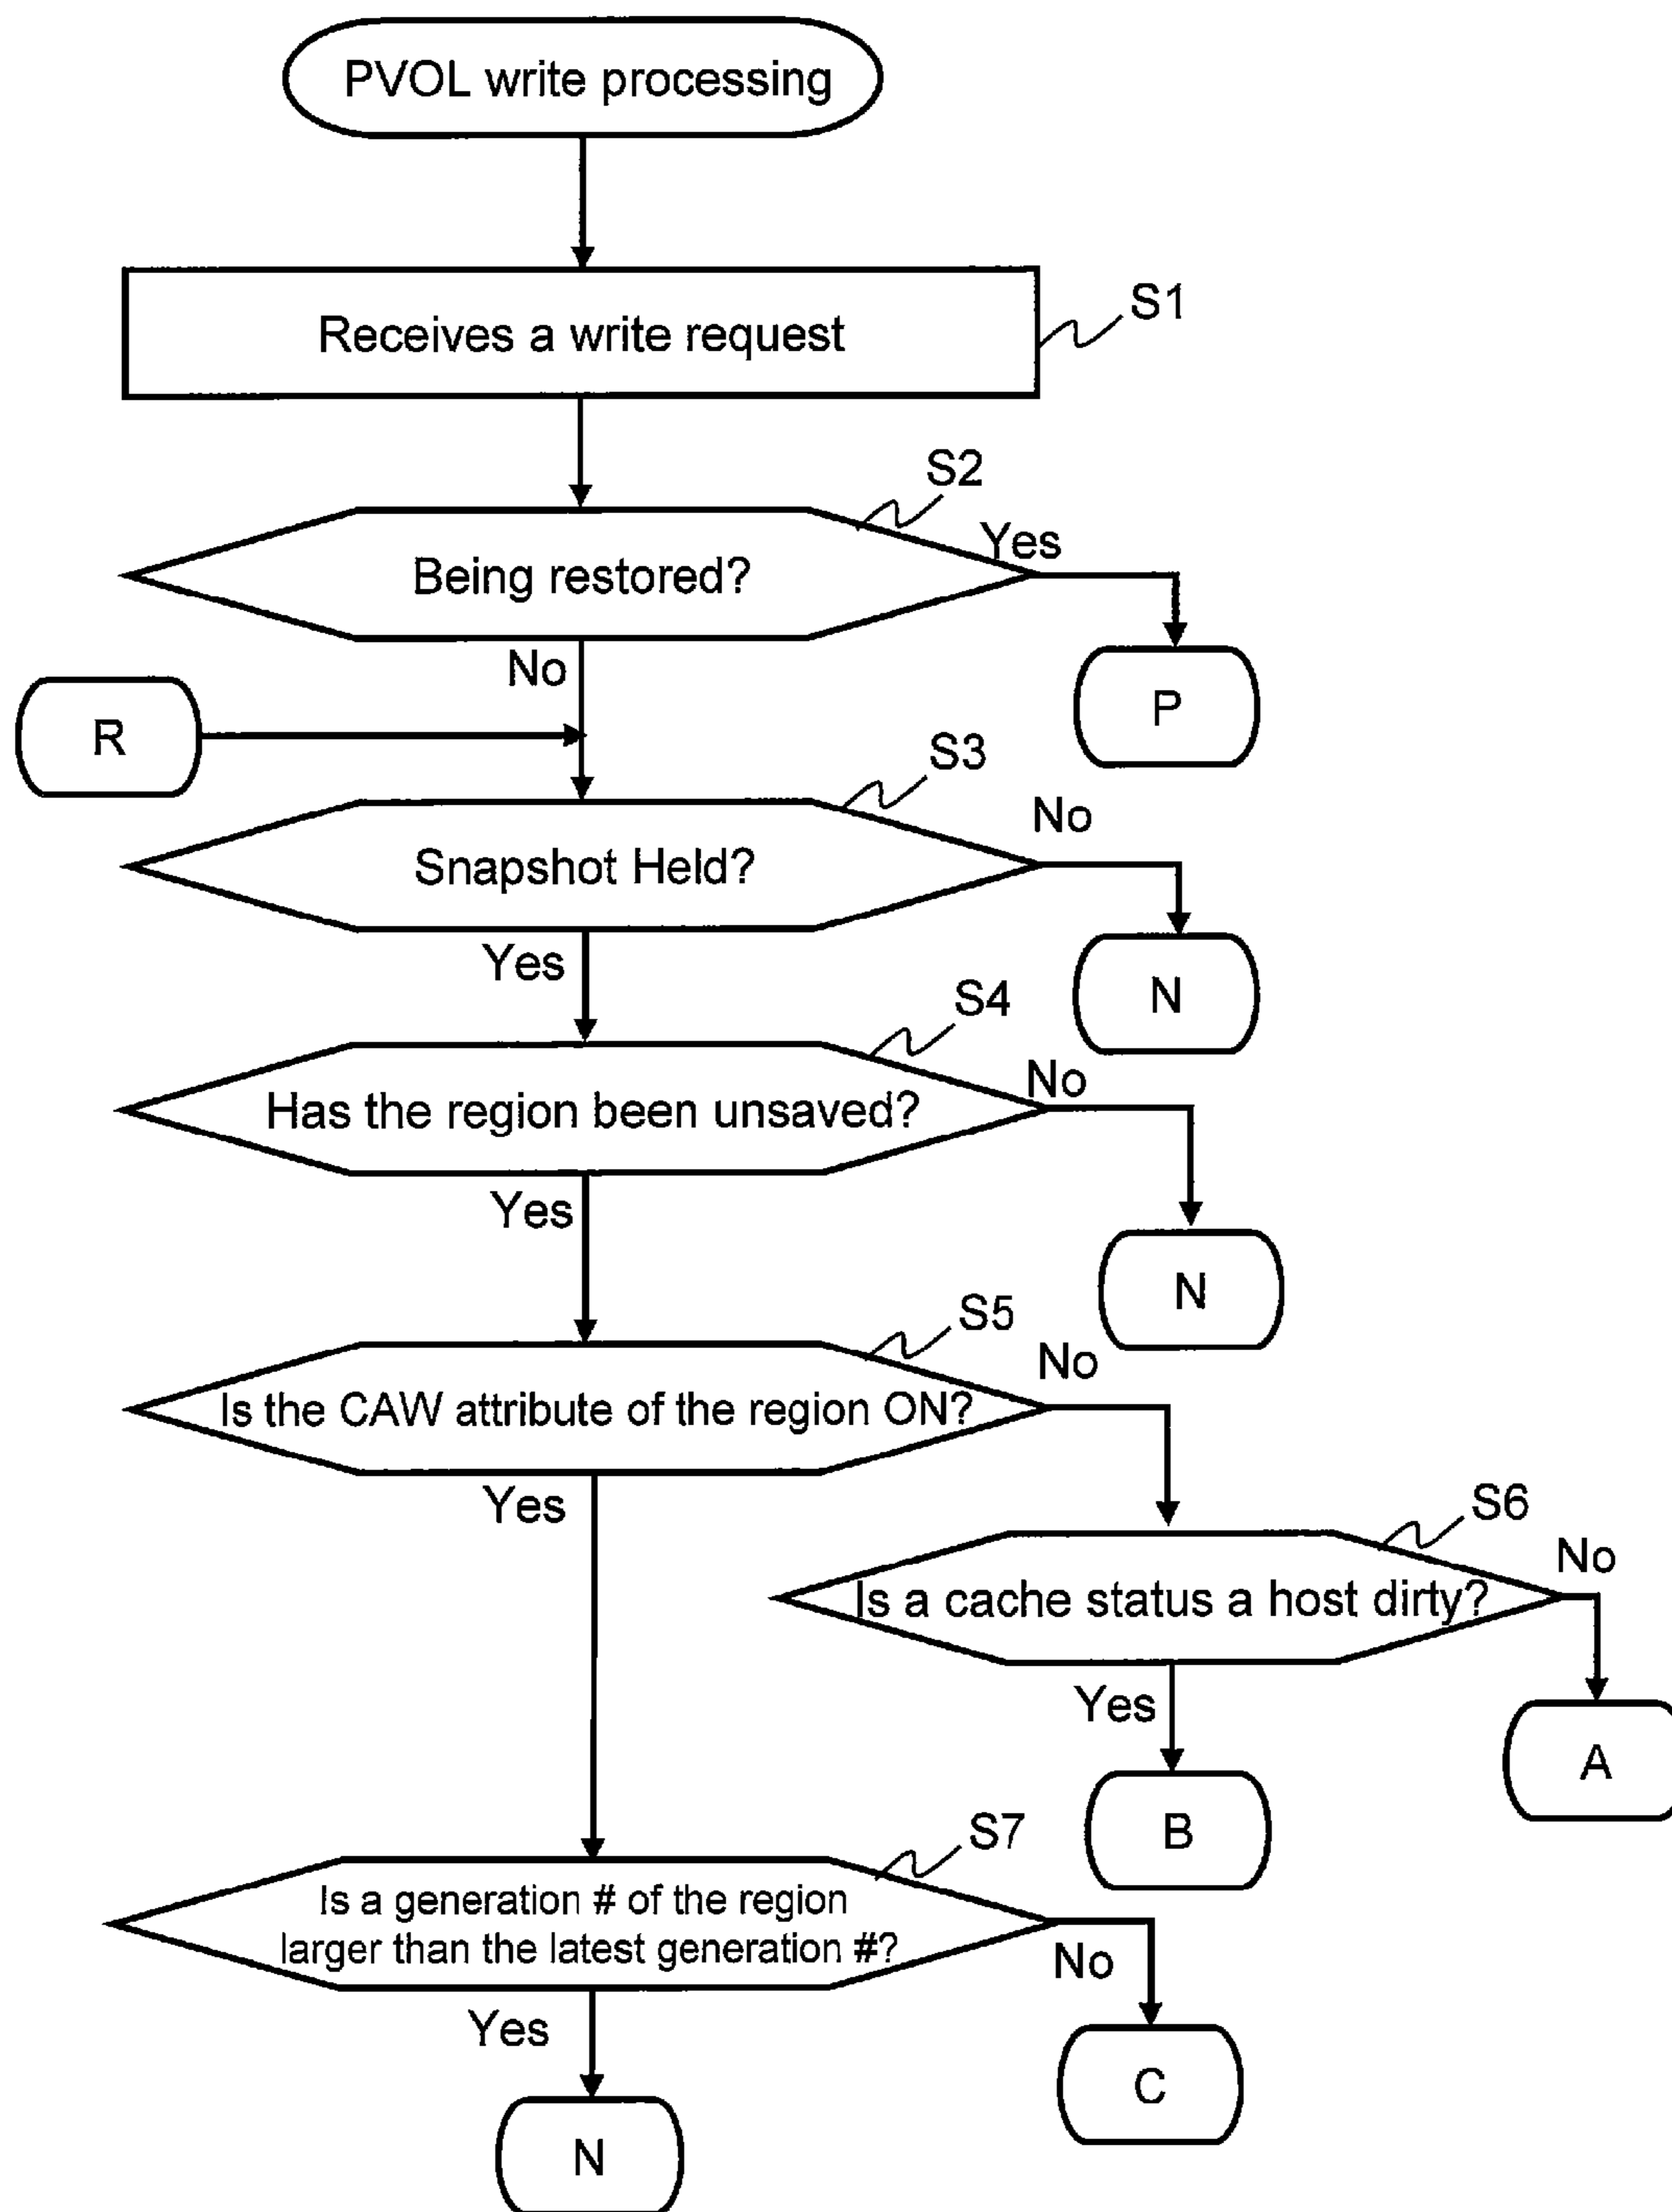 PVOL write processing
Receives a write request
S1
S2
Being restored?
Yes
No
P
R
S3
Snapshot Held?
No
Yes
N
S4
Has the region been unsaved?
No
Yes
N
S5
Is the CAW attribute of the region ON?
No
Yes
S6
Is a cache status a host dirty?
No
Yes
A
B
S7
Is a generation # of the region
larger than the latest generation #?
No
Yes
C
N